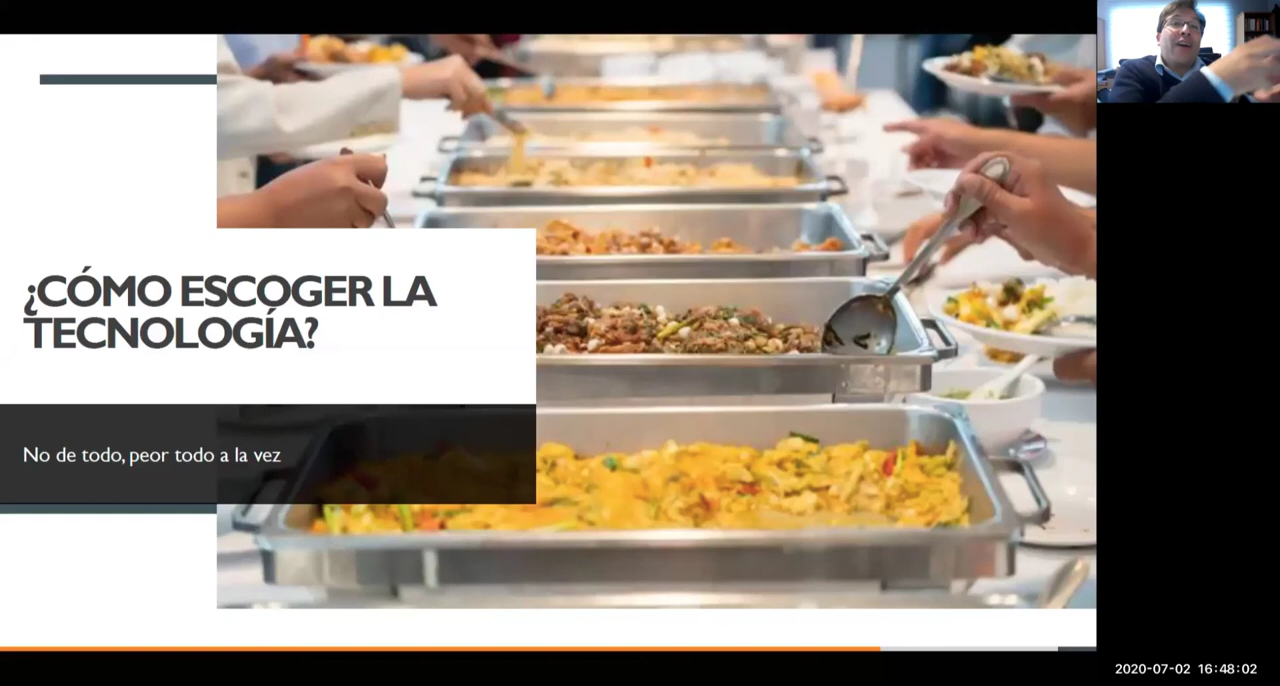 ¿CÓMO ESCOGER LA
TECNOLOGÍA?
No de todo, peor todo a la vez
2020-07-02 16:48:02